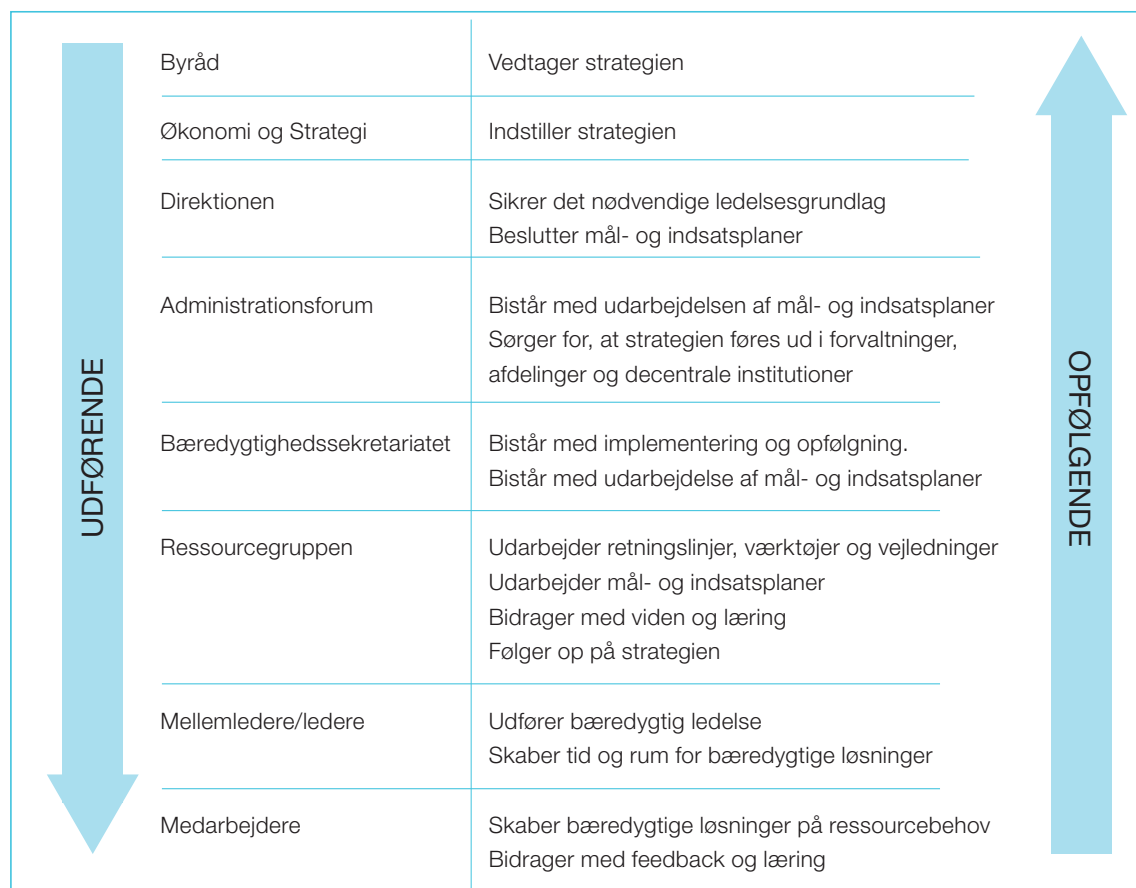 UDFØRENDE
Byråd
Vedtager strategien
Økonomi og Strategi
Indstiller strategien
Direktionen
Sikrer det nødvendige ledelsesgrundlag
Beslutter mål- og indsatsplaner
Administrationsforum
Bistår med udarbejdelsen af mål- og indsatsplaner
Sørger for, at strategien føres ud i forvaltninger,
afdelinger og decentrale institutioner
Bæredygtighedssekretariatet
Bistår med implementering og opfølgning.
Bistår med udarbejdelse af mål- og indsatsplaner
Ressourcegruppen
Udarbejder retningslinjer, værktøjer og vejledninger
Udarbejder mål- og indsatsplaner
Bidrager med viden og læring
Følger op på strategien
Mellemledere/ledere
Udfører bæredygtig ledelse
Skaber tid og rum for bæredygtige løsninger
Medarbejdere
Skaber bæredygtige løsninger på ressourcebehov
Bidrager med feedback og læring
OPFØLGENDE